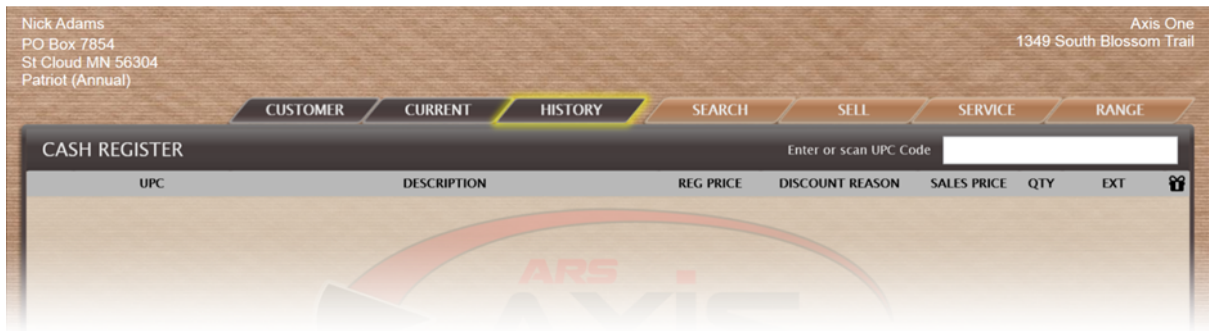 Nick Adams
PO Box 7854
St Cloud MN 56304
Patriot (Annual)
Axis One
1349 South Blossom Trail
CUSTOMER CURRENT HISTORY SEARCH SELL SERVICE RANGE
CASH REGISTER Enter or scan UPC Code
UPC DESCRIPTION REG PRICE DISCOUNT REASON SALES PRICE QTY EXT
ARS
AXiS